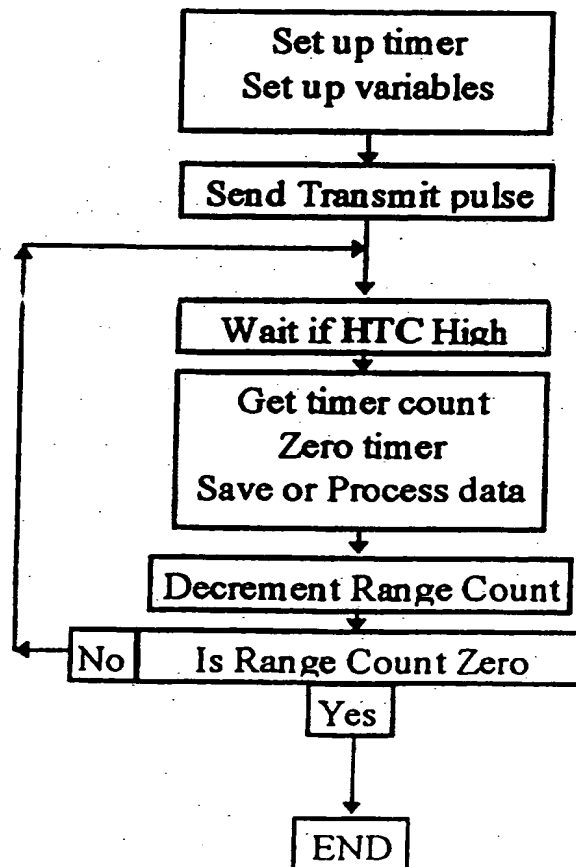 Set up timer
Set up variables
Send Transmit pulse
Wait if HTC High
Get timer count
Zero timer
Save or Process data
Decrement Range Count
No Is Range Count Zero
Yes
END